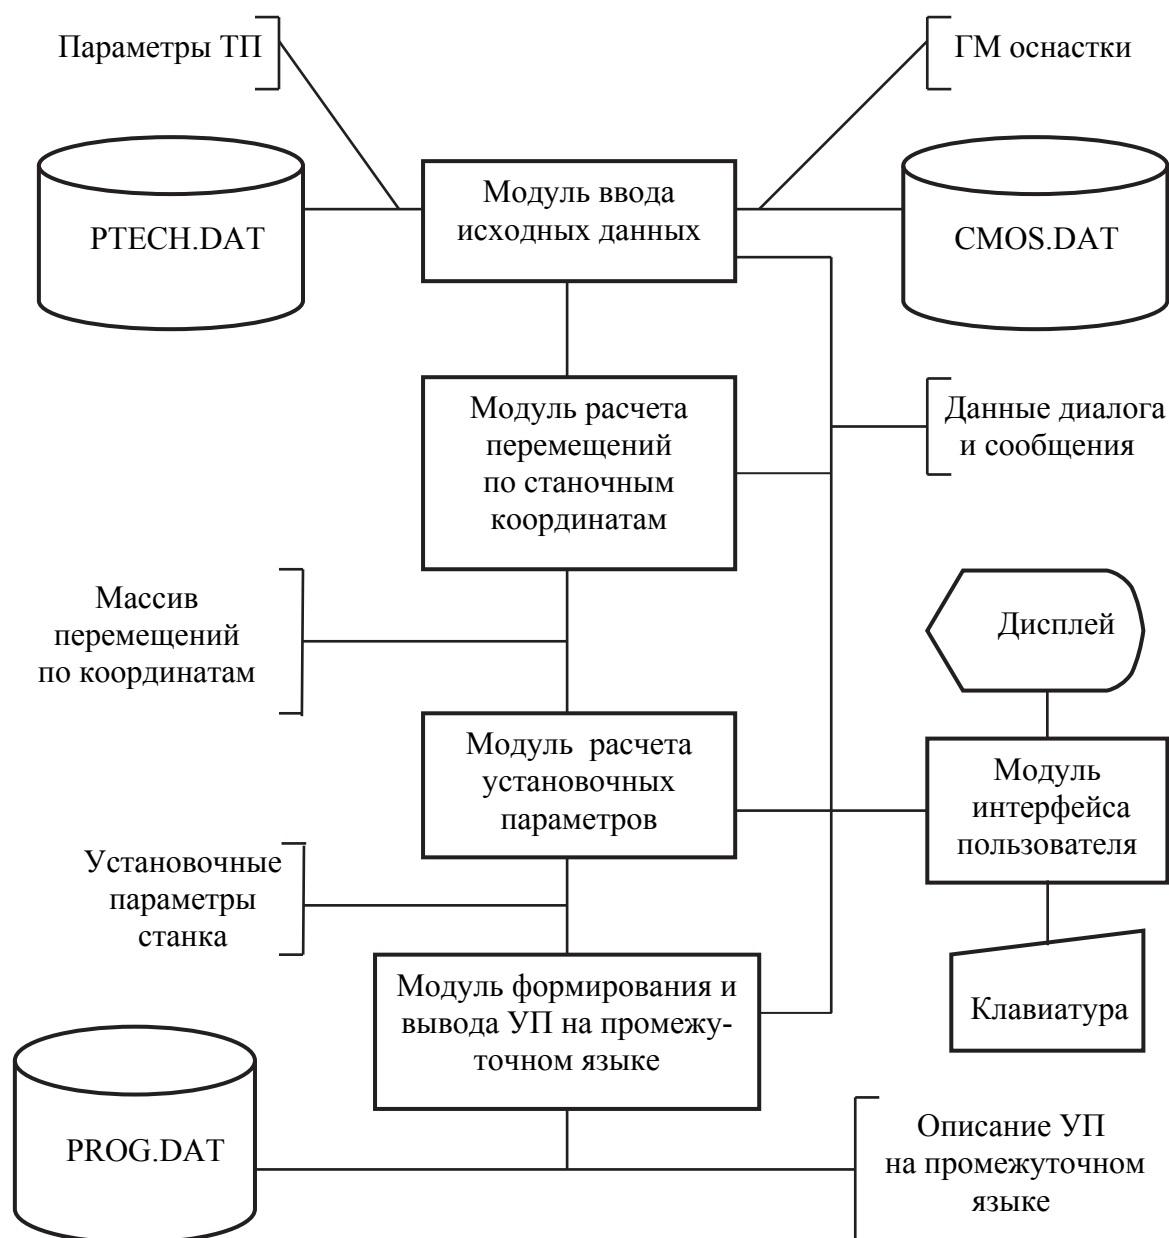 Параметры ТП
ГМ оснастки
Модуль ввода
исходных данных
PTECH.DAT
CMOS.DAT
Модуль расчета
перемещений
по станочным
координатам
Данные диалога
и сообщения
Массив
перемещений
по координатам
Дисплей
Модуль расчета
установочных
параметров
Модуль
интерфейса
пользователя
Установочные
параметры
станка
Модуль формирования и
вывода УП на промежу-
точном языке
Клавиатура
PROG.DAT
Описание УП
на промежуточном
языке